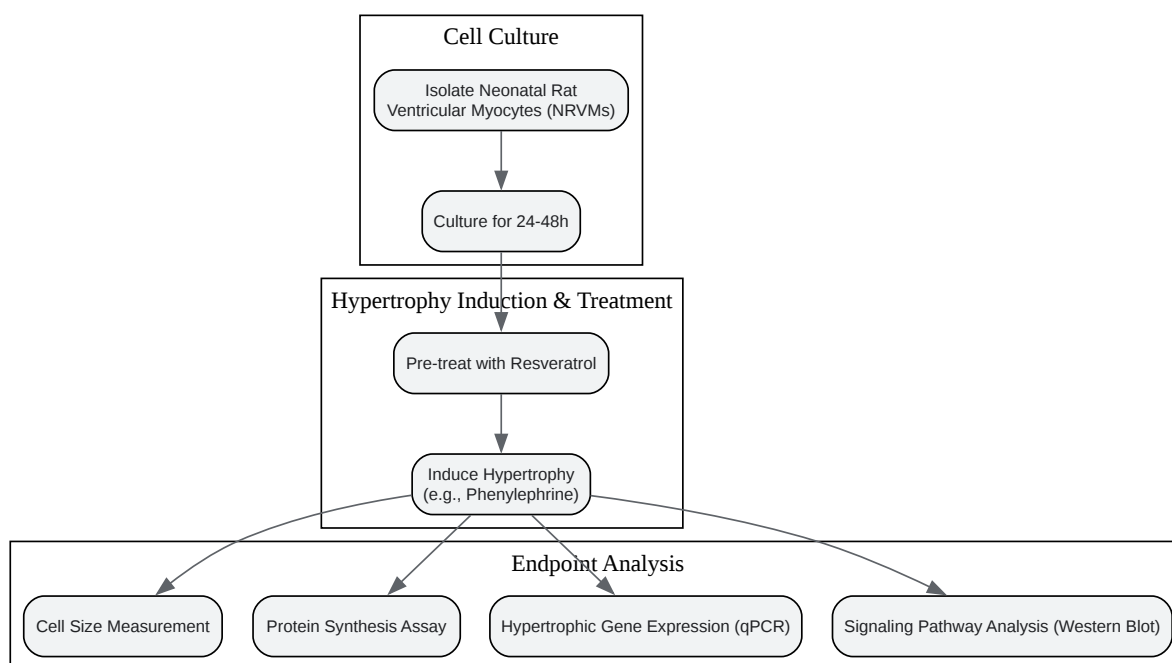 Cell Culture
Isolate Neonatal Rat
Ventricular Myocytes (NRVMs)
Culture for 24-48h
Hypertrophy Induction & Treatment
Pre-treat with Resveratrol
Induce Hypertrophy
(e.g., Phenylephrine)
Endpoint Analysis
Cell Size Measurement
Protein Synthesis Assay
Hypertrophic Gene Expression (qPCR)
Signaling Pathway Analysis (Western Blot)